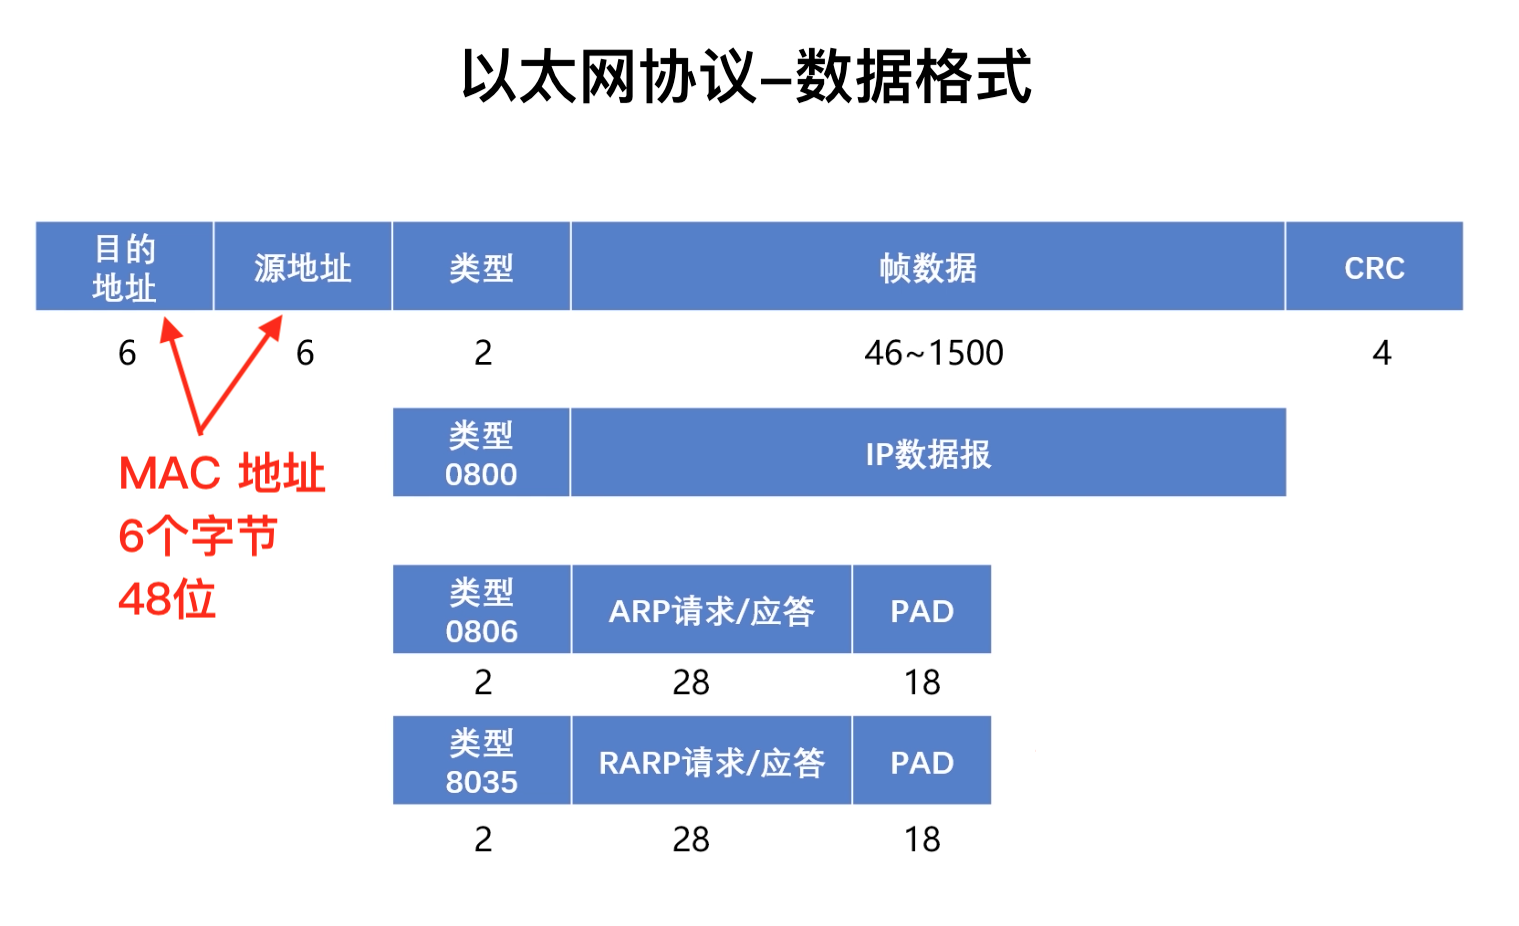 以太网协议–数据格式
目的
地址
源地址
类型
帧数据
CRC
6
6
2
46~1500
4
类型
0800
IP数据报
MAC 地址
6个字节
48位
类型
0806
ARP请求/应答
PAD
2
28
18
类型
8035
RARP请求/应答
PAD
2
28
18